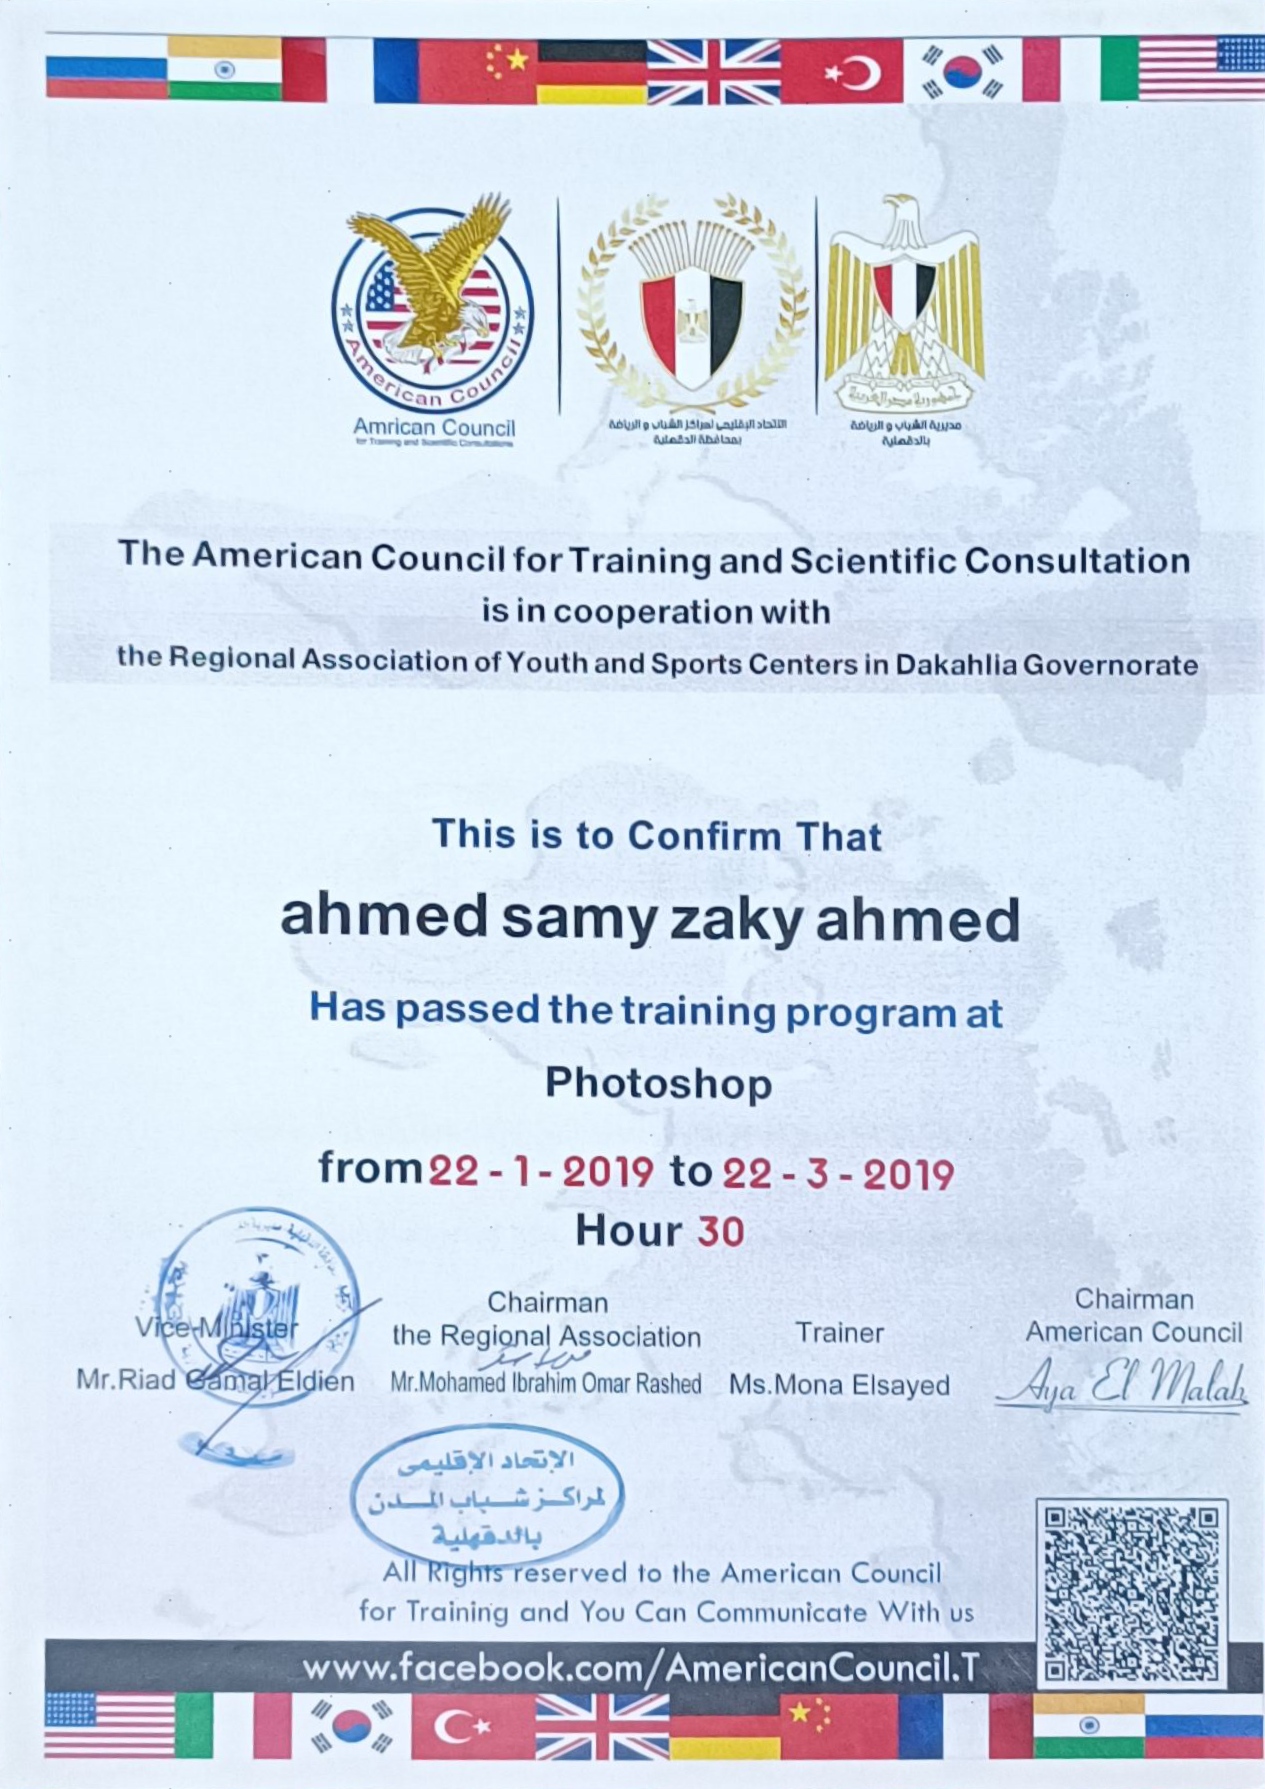 American Council
Amrican Council
for Training and Scientific Consultations
الاتحاد الإقليمى لمراكز الشباب و الرياضة
بمحافظة الدقهلية
جمهورية مصر العربية
مديرية الشباب و الرياضة
بالدقهلية
The American Council for Training and Scientific Consultation
is in cooperation with
the Regional Association of Youth and Sports Centers in Dakahlia Governorate
This is to Confirm That
ahmed samy zaky ahmed
Has passed the training program at
Photoshop
from 22 - 1 - 2019 to 22 - 3 - 2019
Hour 30
Vice-Minister
Mr.Riad Gamal Eldien
Chairman
the Regional Association
Mr.Mohamed Ibrahim Omar Rashed
Trainer
Ms.Mona Elsayed
Chairman
American Council
Aya El Malah
الإتحاد الإقليمى
لمراكز شباب المدن
بالدقهلية
All Rights reserved to the American Council
for Training and You Can Communicate With us
www.facebook.com/AmericanCouncil.T